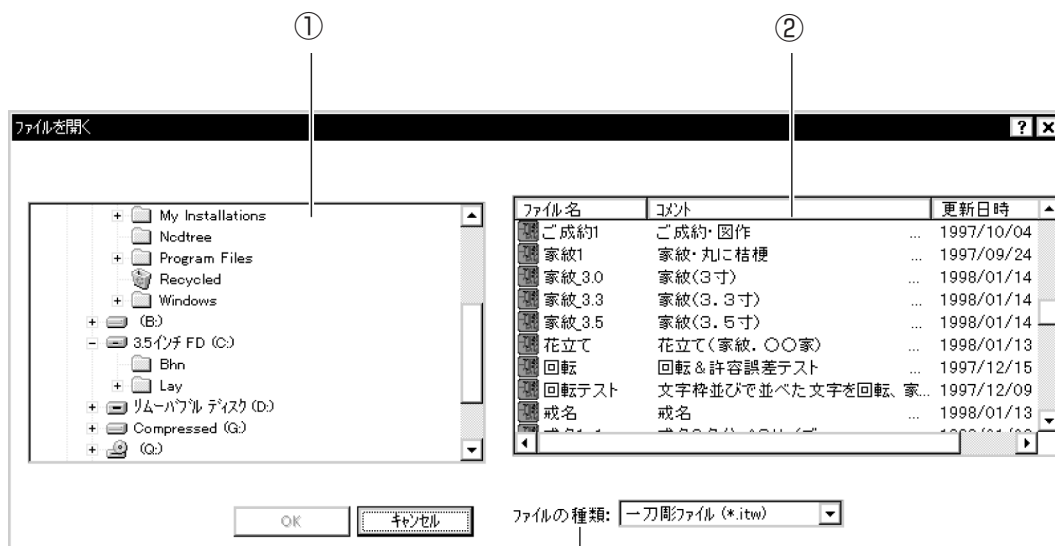 ① ②
ファイルを開く
My Installations
Ncdtree
Program Files
Recycled
Windows
(B:)
3.5インチ FD (C:)
Bhn
Lay
リムーバブル ディスク (D:)
Compressed (G:)
(Q:)
OK キャンセル
ファイル名 コメント 更新日時
ご成約1 ご成約・図作 ... 1997/10/04
家紋1 家紋・丸に桔梗 ... 1997/09/24
家紋_3.0 家紋(3寸) ... 1998/01/14
家紋_3.3 家紋(3.3寸) ... 1998/01/14
家紋_3.5 家紋(3.5寸) ... 1998/01/14
花立て 花立て(家紋.〇〇家) ... 1998/01/13
回転 回転&許容誤差テスト ... 1997/12/15
回転テスト 文字枠並びで並べた文字を回転、家... 1997/12/09
戒名 戒名 ... 1998/01/13
ファイルの種類: 一刀彫ファイル (*.itw)